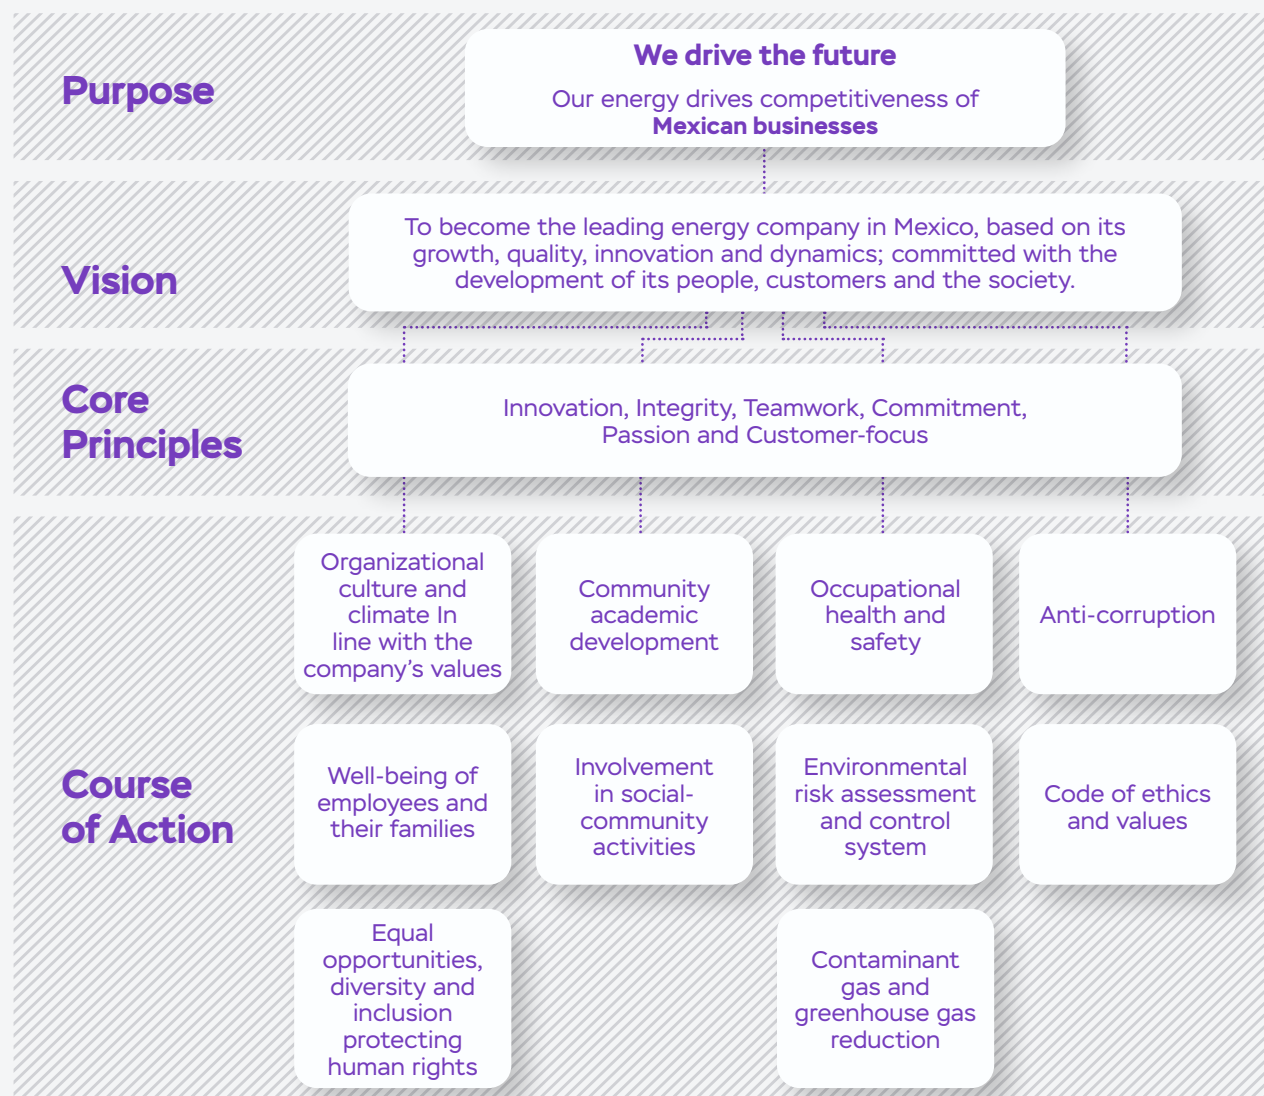 Purpose
We drive the future
Our energy drives competitiveness of
Mexican businesses
Vision
To become the leading energy company in Mexico, based on its
growth, quality, innovation and dynamics; committed with the
development of its people, customers and the society.
Core
Principles
Innovation, Integrity, Teamwork, Commitment,
Passion and Customer-focus
Course
of Action
Organizational
culture and
climate In
line with the
company’s values
Community
academic
development
Occupational
health and
safety
Anti-corruption
Well-being of
employees and
their families
Involvement
in social-
community
activities
Environmental
risk assessment
and control
system
Code of ethics
and values
Equal
opportunities,
diversity and
inclusion
protecting
human rights
Contaminant
gas and
greenhouse gas
reduction